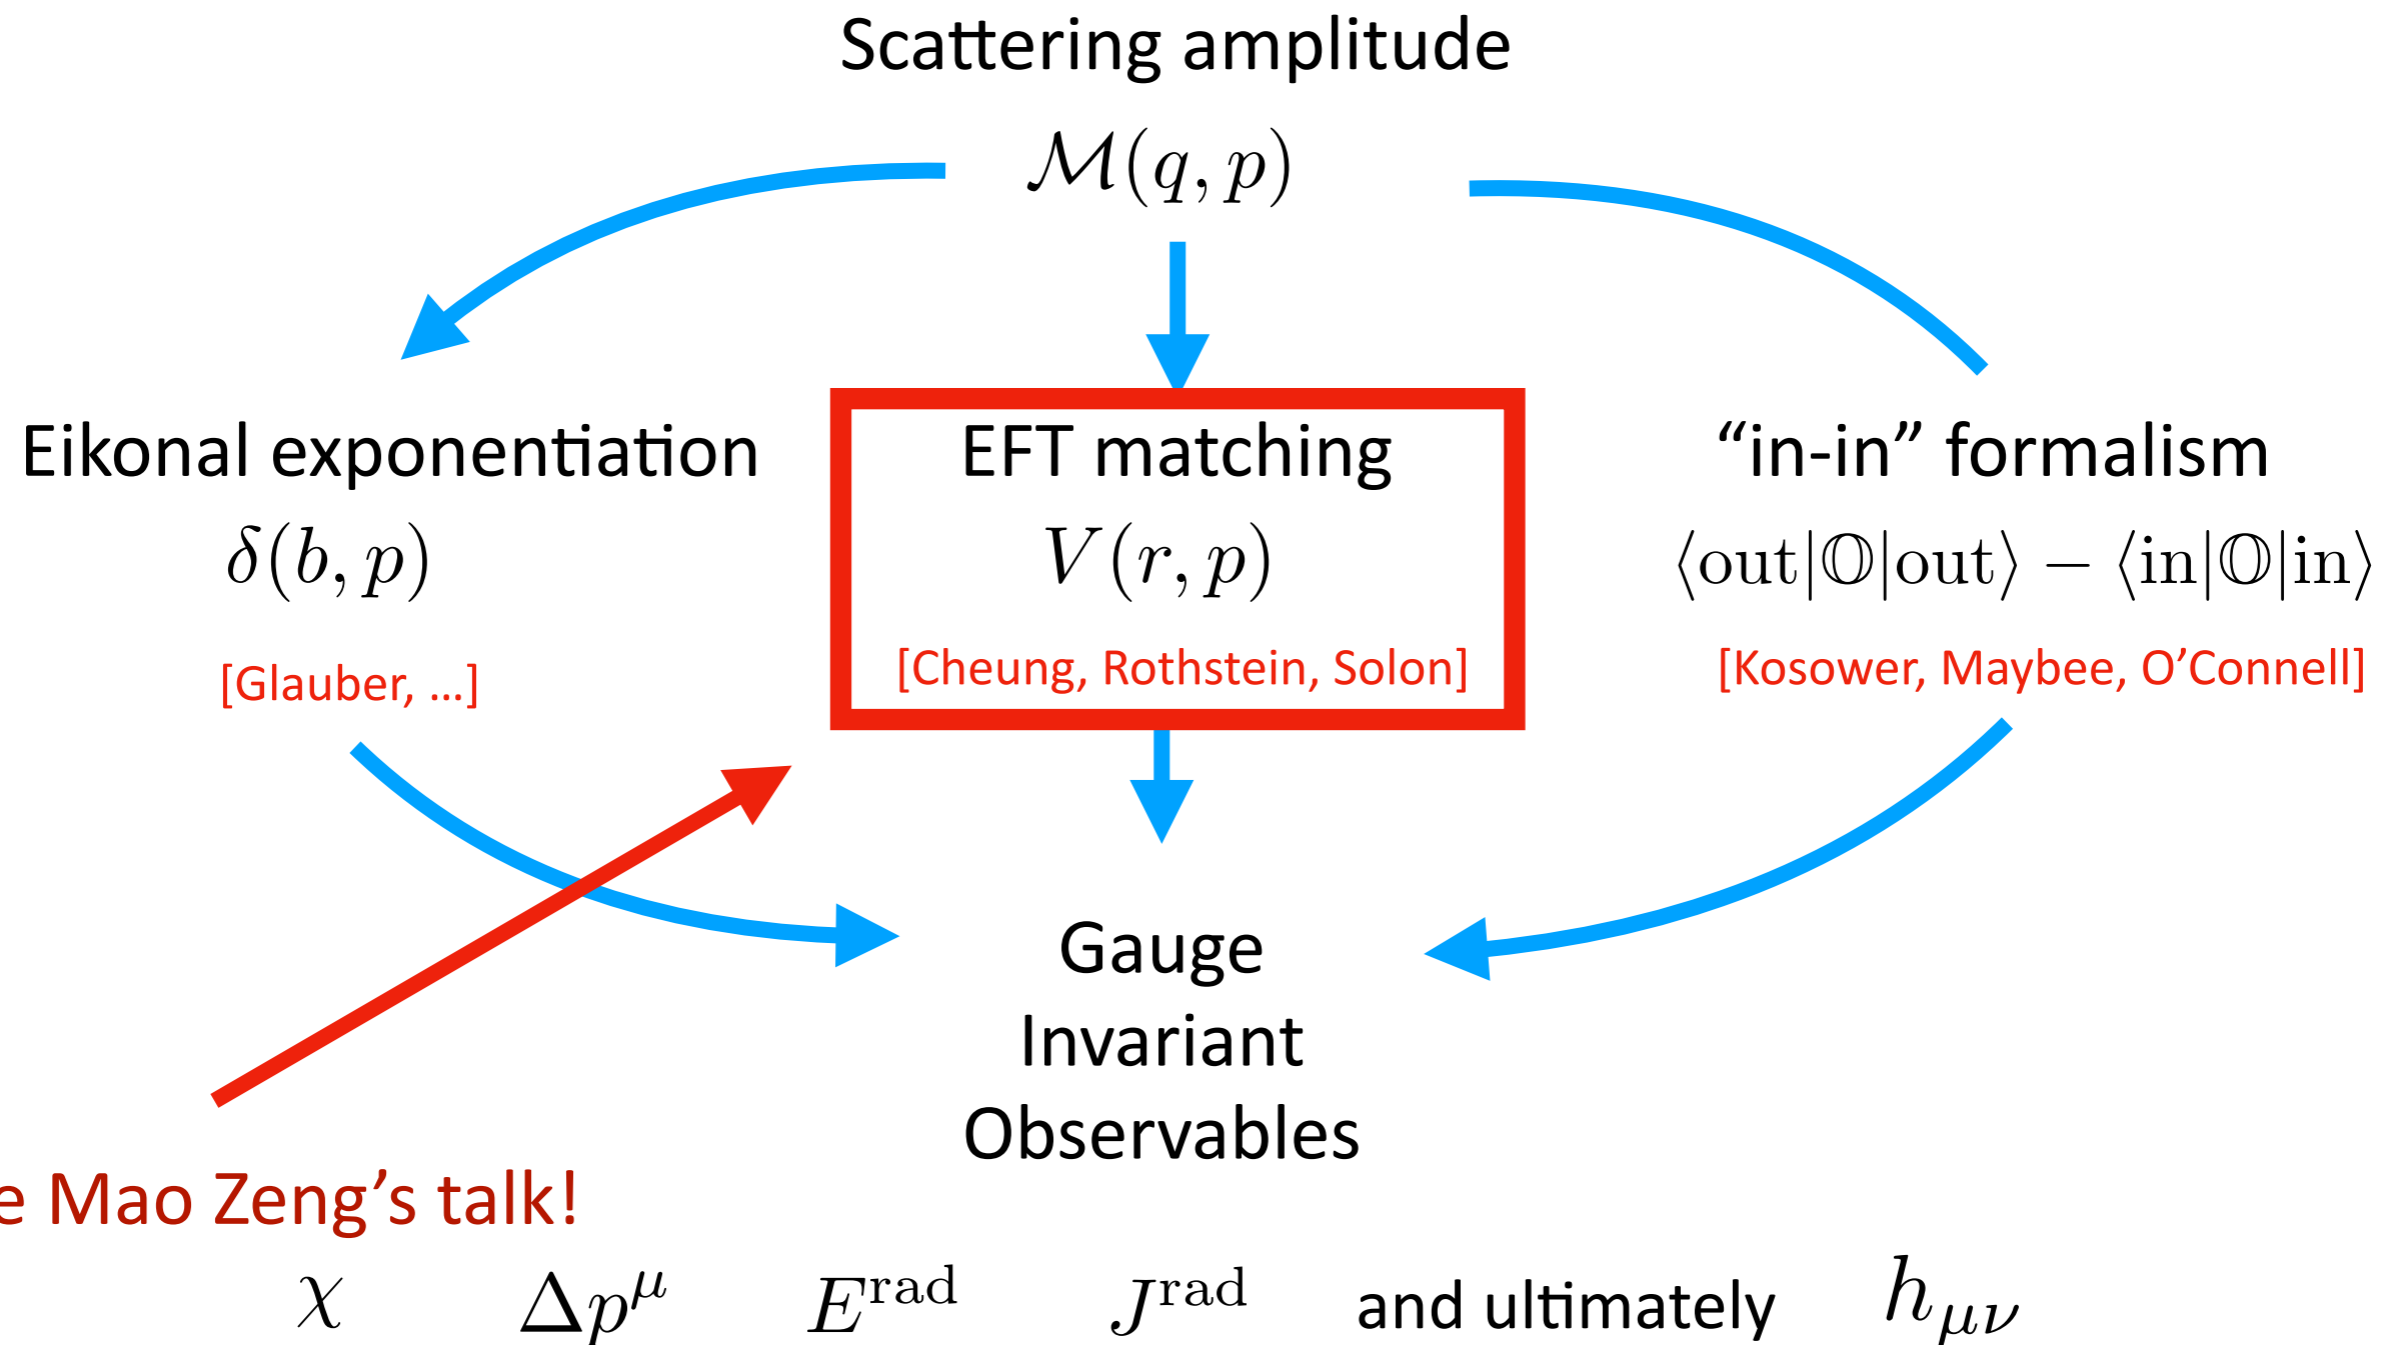 Scattering amplitude
ℳ(q, p)
Eikonal exponentiation
δ(b, p)
[Glauber, …]
EFT matching
V(r, p)
[Cheung, Rothstein, Solon]
“in-in” formalism
⟨out|𝕆|out⟩ − ⟨in|𝕆|in⟩
[Kosower, Maybee, O’Connell]
Gauge
Invariant
Observables
e Mao Zeng’s talk!
χ Δp^μ E^rad J^rad and ultimately h_μν